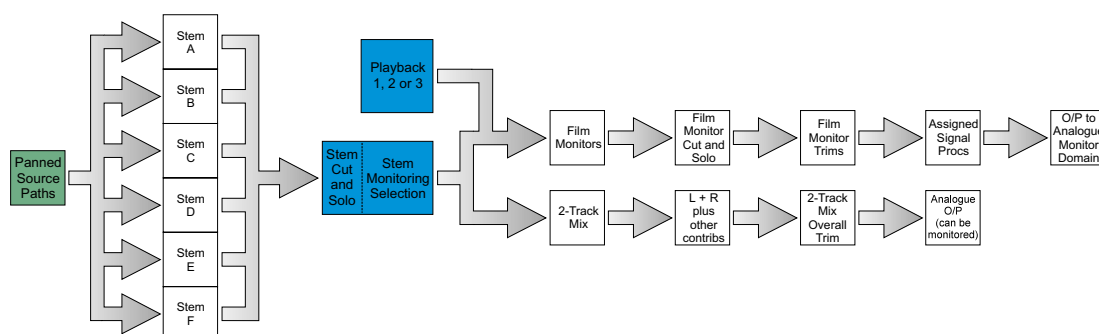 Panned
Source
Paths
Stem
A
Stem
B
Stem
C
Stem
D
Stem
E
Stem
F
Stem
Cut
and
Solo
Stem
Monitoring
Selection
Playback
1, 2 or 3
Film
Monitors
Film
Monitor
Cut and
Solo
Film
Monitor
Trims
Assigned
Signal
Procs
O/P to
Analogue
Monitor
Domain
2-Track
Mix
L + R
plus
other
contribs
2-Track
Mix
Overall
Trim
Analogue
O/P
(can be
monitored)